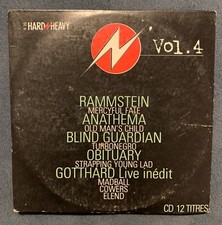 HARD N HEAVY
Vol.4
RAMMSTEIN
MERCYFUL FATE
ANATHEMA
OLD MAN'S CHILD
BLIND GUARDIAN
TURBONEGRO
OBITUARY
STRAPPING YOUNG LAD
GOTTHARD Live inédit
MADBALL
COWERS
ELEND
CD 12 TITRES